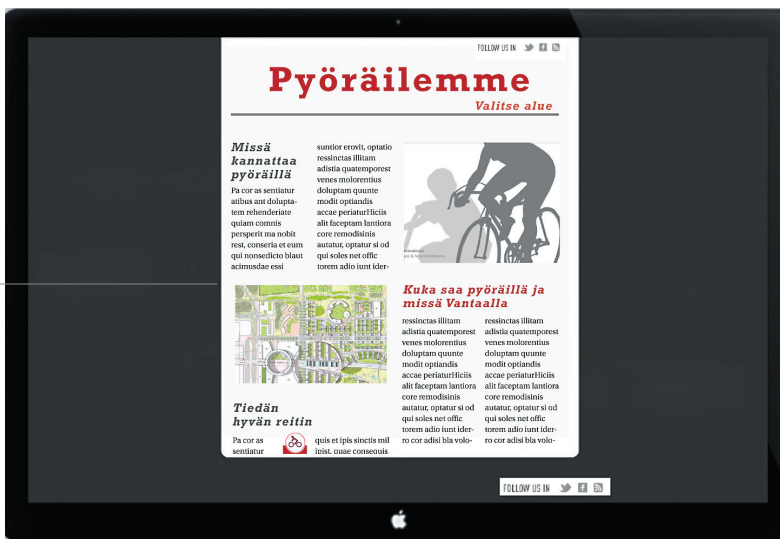 FOLLOW US IN
Pyöräilemme
Valitse alue
Missä
kannattaa
pyöräillä
Pa cor as sentiatur
atibus ant dolupta-
tem rehenderiate
quiam comnis
persperit ma nobit
rest, conseria et eum
qui nonsedicto blaut
acimusdae essi
suntior erovit, optatio
ressinctas illitam
adistia quatemporest
venes molorentius
doluptam quunte
modit optiandis
accae periaturHiciis
alit faceptam lantiora
core remodisinis
autatur, optatur si od
qui soles net offic
torem adio iunt ider-
Kuka saa pyöräillä ja
missä Vantaalla
ressinctas illitam
adistia quatemporest
venes molorentius
doluptam quunte
modit optiandis
accae periaturHiciis
alit faceptam lantiora
core remodisinis
autatur, optatur si od
qui soles net offic
torem adio iunt ider-
ro cor adisi bla volo-
ressinctas illitam
adistia quatemporest
venes molorentius
doluptam quunte
modit optiandis
accae periaturHiciis
alit faceptam lantiora
core remodisinis
autatur, optatur si od
qui soles net offic
torem adio iunt ider-
ro cor adisi bla volo-
Tiedän
hyvän reitin
Pa cor as
sentiatur
quis et ipis sinctis mil
ipist, quae consequis
FOLLOW US IN